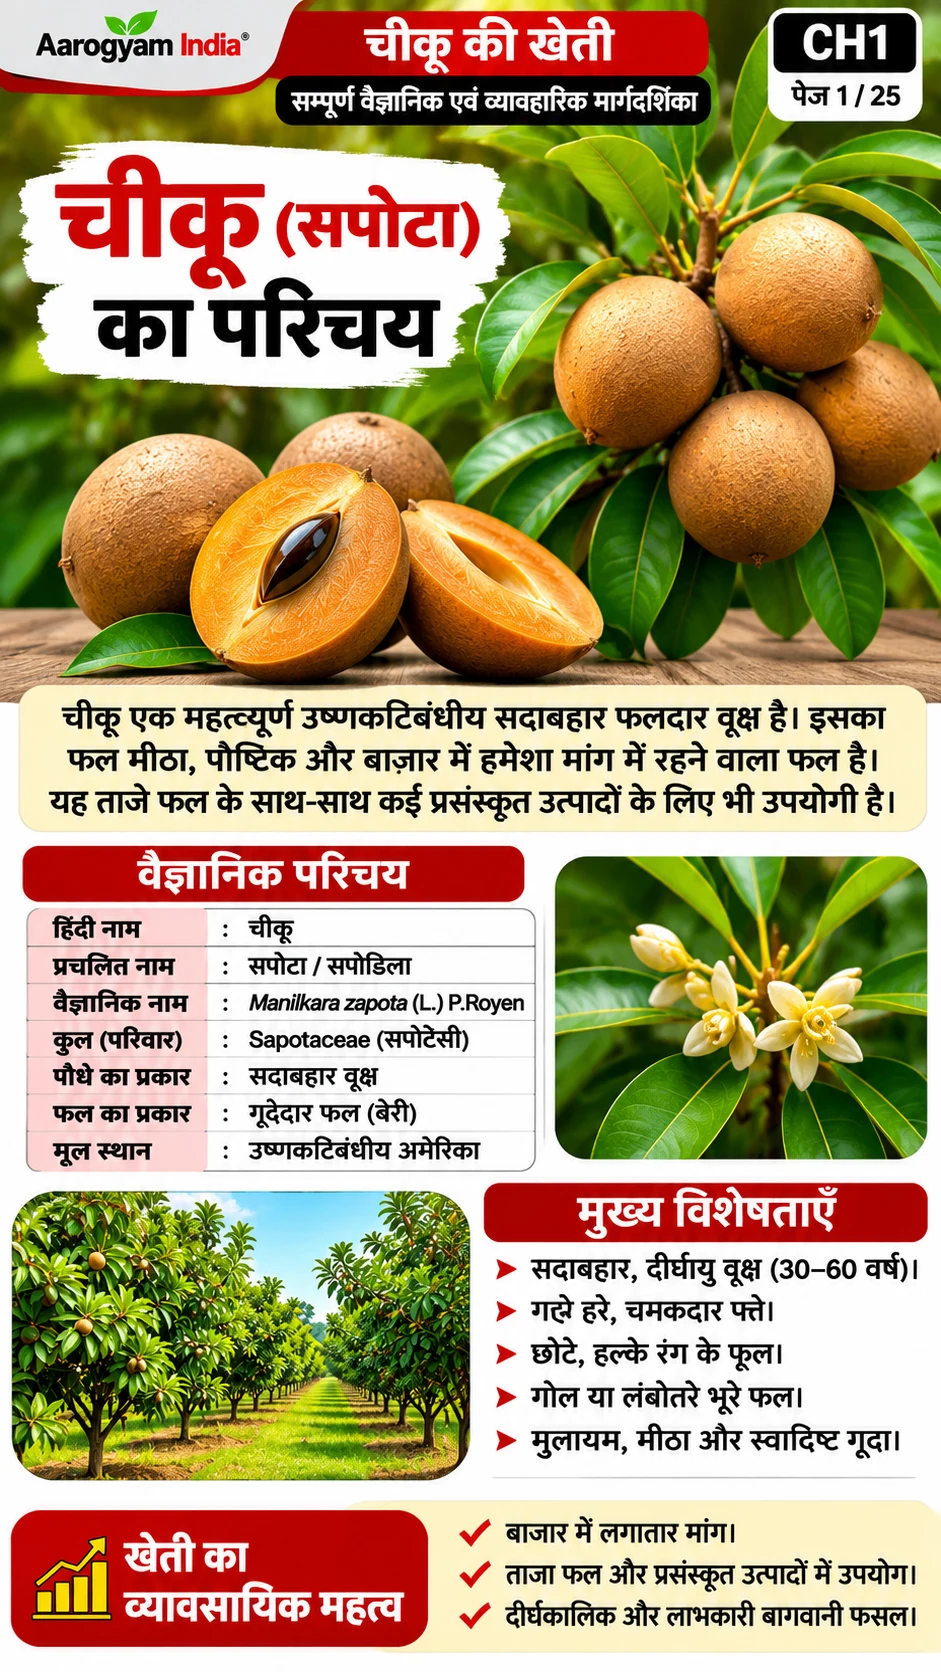 Aarogyam India®
चीकू की खेती
सम्पूर्ण वैज्ञानिक एवं व्यावहारिक मार्गदर्शिका
CH1
पेज 1 / 25
चीकू (सपोटा)
का परिचय
चीकू एक महत्व्यूर्ण उष्णकटिबंधीय सदाबहार फलदार वृक्ष है। इसका
फल मीठा, पौष्टिक और बाज़ार में हमेशा मांग में रहने वाला फल है।
यह ताजे फल के साथ-साथ कई प्रसंस्कृत उत्पादों के लिए भी उपयोगी है।
वैज्ञानिक परिचय
हिंदी नाम : चीकू
प्रचलित नाम : सपोटा / सपोडिला
वैज्ञानिक नाम : Manilkara zapota (L.) P.Royen
कुल (परिवार) : Sapotaceae (सपोटेंसी)
पौधे का प्रकार : सदाबहार वृक्ष
फल का प्रकार : गूदेदार फल (बेरी)
मूल स्थान : उष्णकटिबंधीय अमेरिका
मुख्य विशेषताएँ
➤ सदाबहार, दीर्घायु वृक्ष (30–60 वर्ष)।
➤ हरे, चमकदार
➤ छोटे, हल्के रंग के फूल।
➤ गोल या लंबोतरे भूरे फल।
➤ मुलायम, मीठा और स्वादिष्ट गूदा।
खेती का
व्यावसायिक महत्व
✓ बाजार में लगातार मांग।
✓ ताजा फल और प्रसंस्कृत उत्पादों में उपयोग।
✓ दीर्घकालिक और लाभकारी बागवानी फसल।